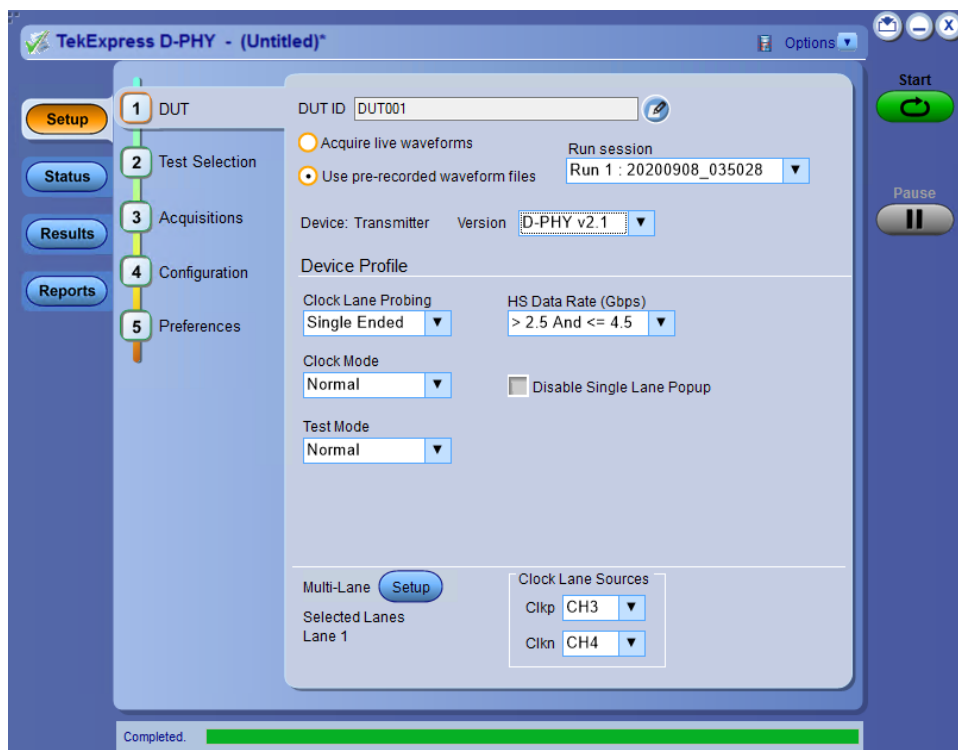 TekExpress D-PHY - (Untitled)*
Options
Setup
Status
Results
Reports
1 DUT
2 Test Selection
3 Acquisitions
4 Configuration
5 Preferences
DUT ID DUT001
Acquire live waveforms
Use pre-recorded waveform files
Run session
Run 1 : 20200908_035028
Device: Transmitter Version D-PHY v2.1
Device Profile
Clock Lane Probing
Single Ended
HS Data Rate (Gbps)
> 2.5 And <= 4.5
Clock Mode
Normal
Disable Single Lane Popup
Test Mode
Normal
Multi-Lane Setup
Selected Lanes
Lane 1
Clock Lane Sources
Clkp CH3
Clkn CH4
Start
Pause
Completed.